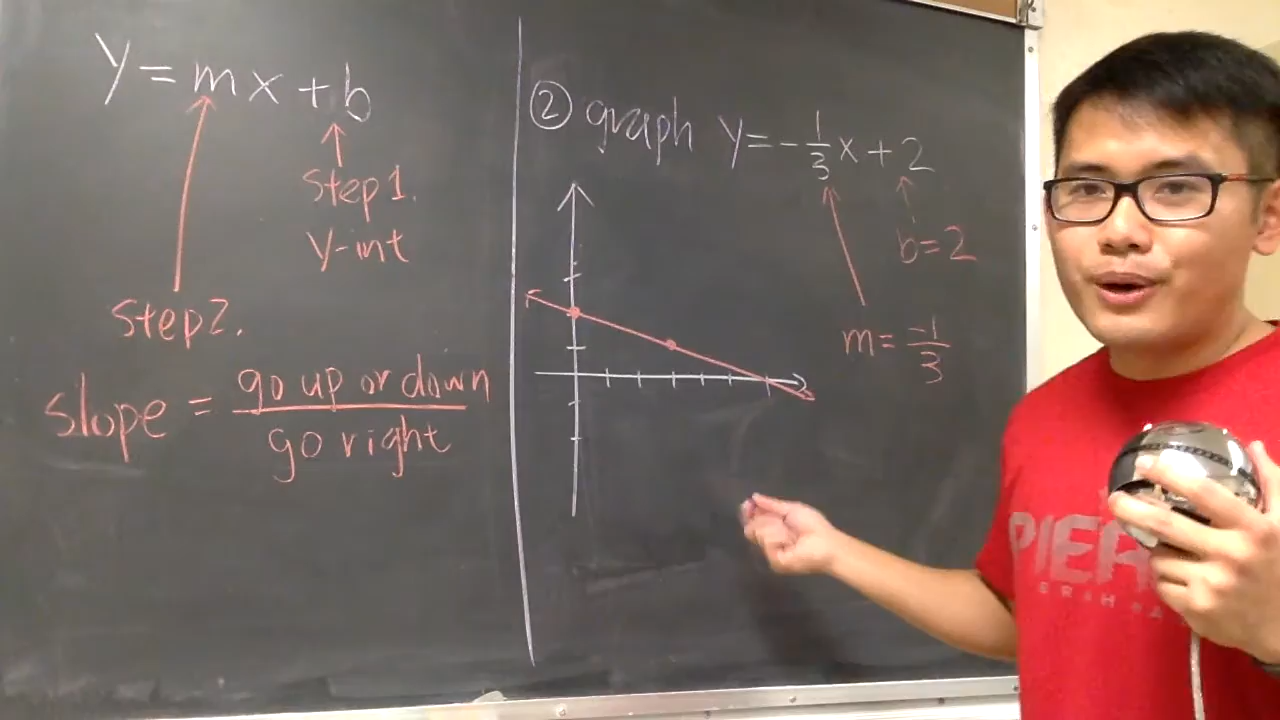 y = mx + b
Step 1.
y-int
Step 2.
slope = go up or down / go right
② graph y = -1/3 x + 2
b = 2
m = -1/3